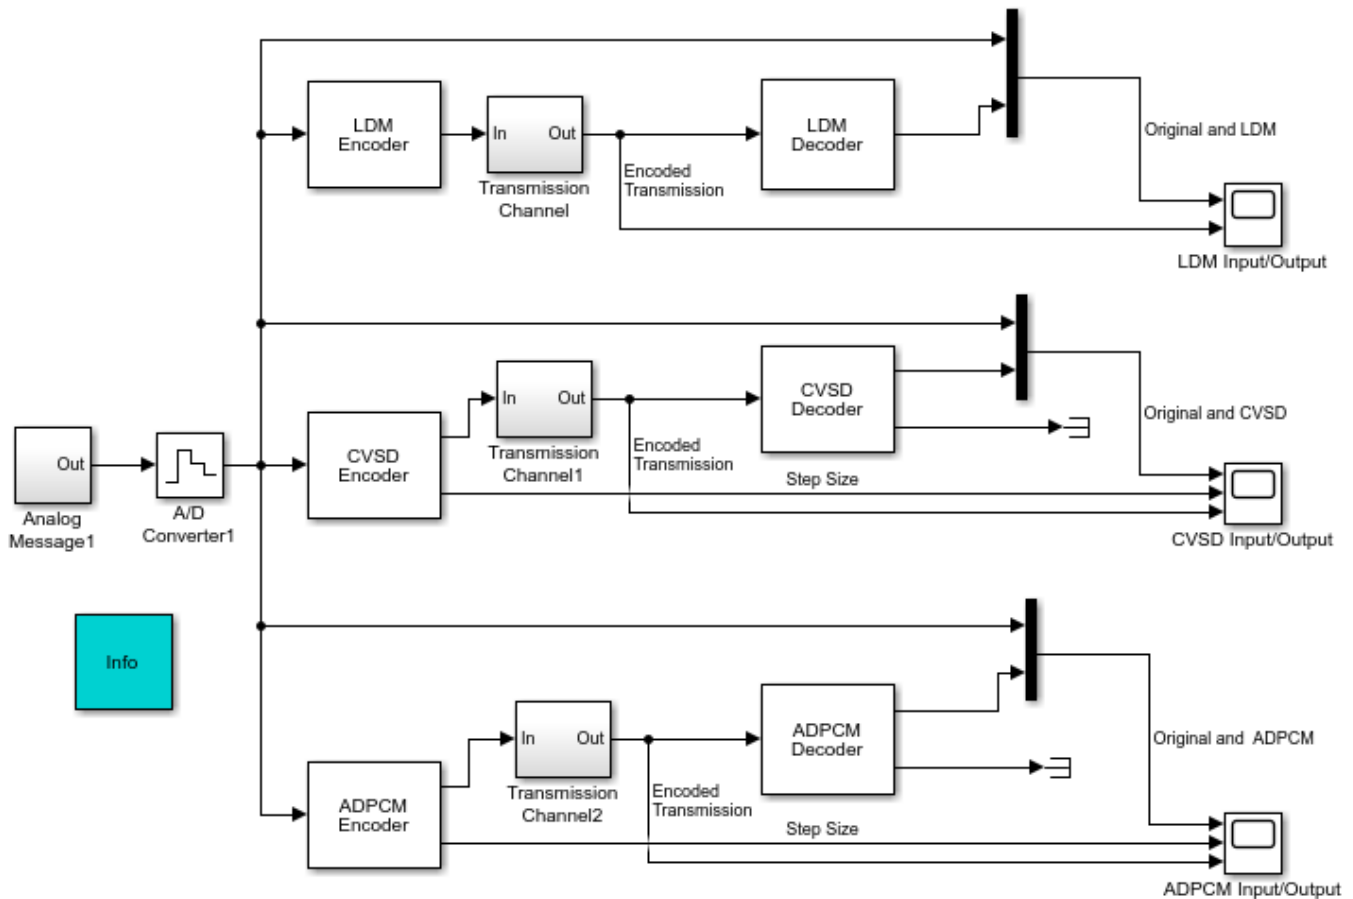 LDM
Encoder
In
Out
Transmission
Channel
Encoded
Transmission
LDM
Decoder
Original and LDM
LDM Input/Output
CVSD
Encoder
In
Out
Transmission
Channel1
Encoded
Transmission
CVSD
Decoder
Step Size
Original and CVSD
CVSD Input/Output
Out
Analog
Message1
A/D
Converter1
Info
ADPCM
Encoder
In
Out
Transmission
Channel2
Encoded
Transmission
ADPCM
Decoder
Step Size
Original and  ADPCM
ADPCM Input/Output